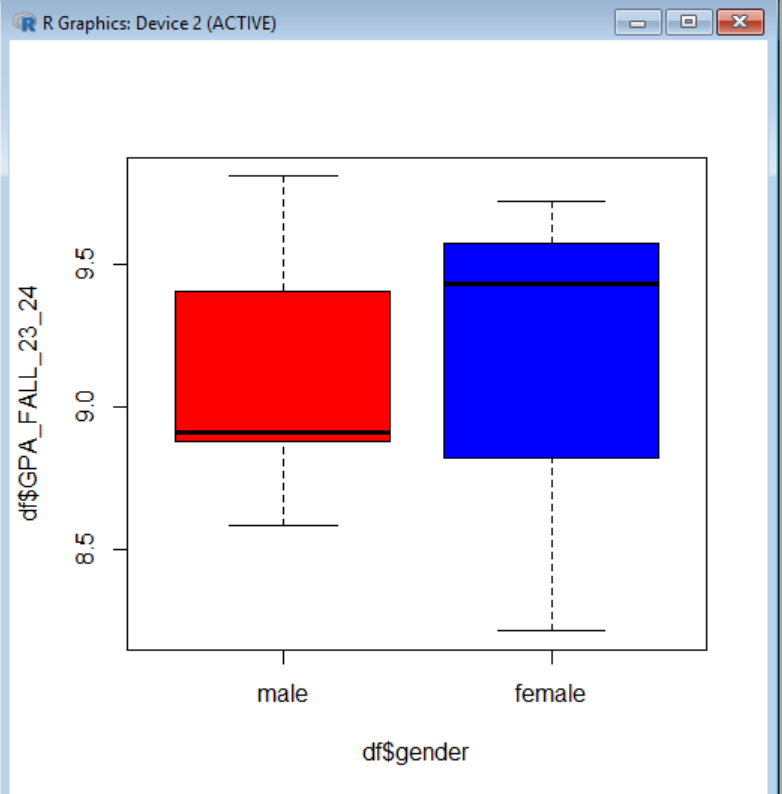 R Graphics: Device 2 (ACTIVE)
df$GPA_FALL_23_24
9.5
9.0
8.5
male female
df$gender